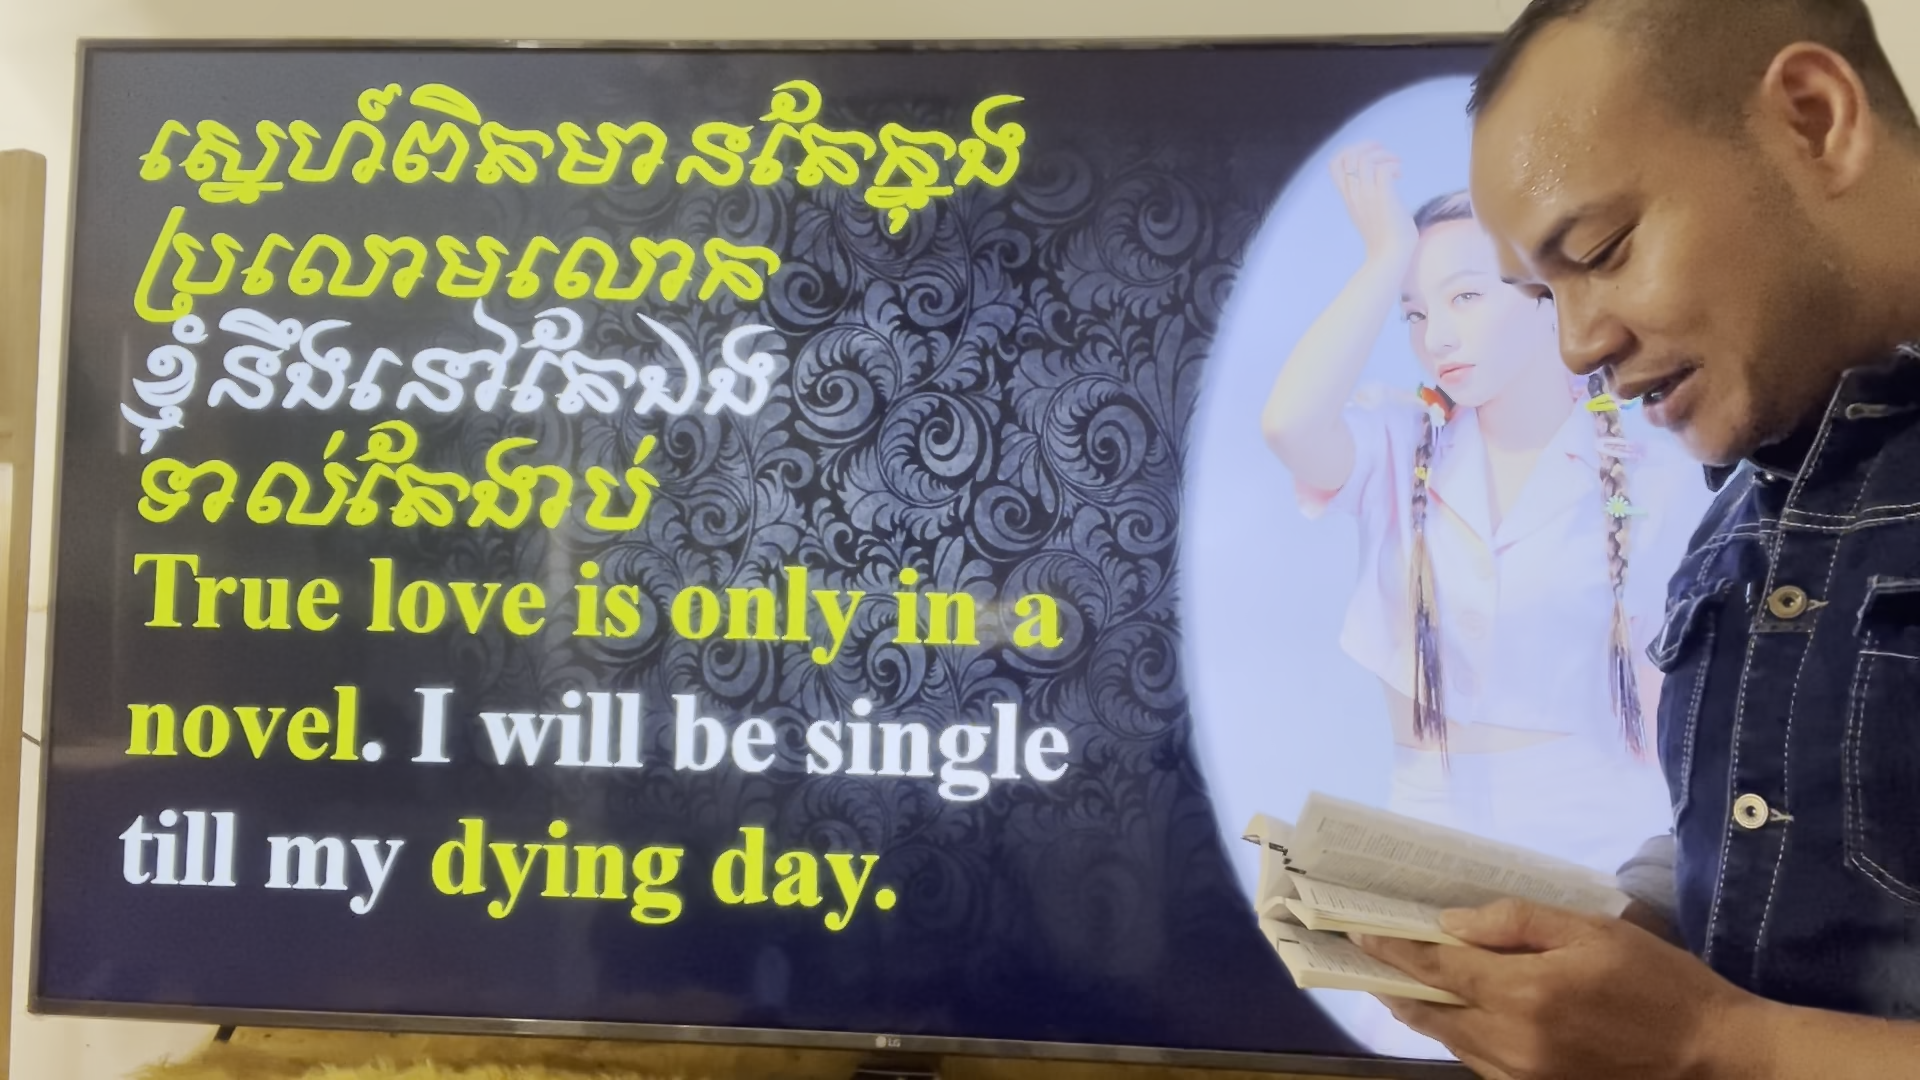 ស្នេហ៍ពិតមានតែក្នុង
ប្រលោមលោក
ខ្ញុំនឹងនៅតែឯង
ទាល់តែងាប់
True love is only in a
novel. I will be single
till my dying day.
LG